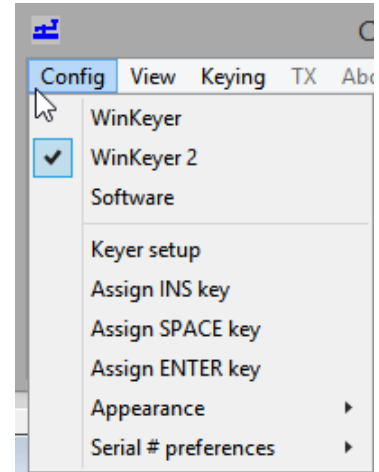 C
Config View Keying TX Abo
WinKeyer
WinKeyer 2
Software
Keyer setup
Assign INS key
Assign SPACE key
Assign ENTER key
Appearance
Serial # preferences